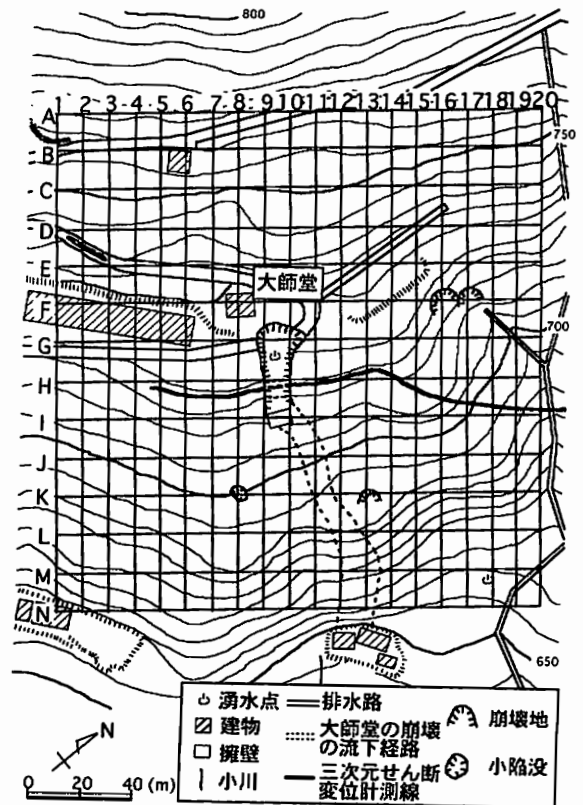 800
1 2 3 4 5 6 7 8 9 10 11 12 13 14 15 16 17 18 19 20
A
750
B
C
D
E
大師堂
F
700
G
H
I
J
K
L
M
N
650
N
0 20 40 (m)
湧水点
建物
擁壁
小川
排水路
大師堂の崩壊
の流下経路
三次元せん断
変位計測線
崩壊地
小陥没